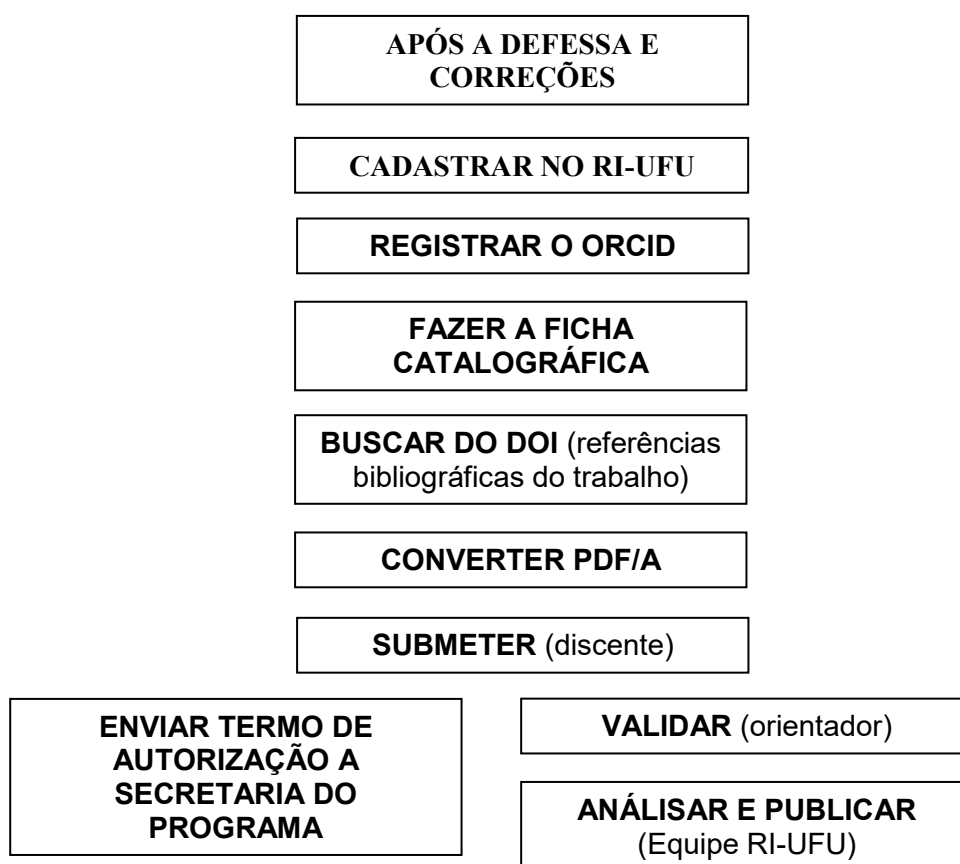 APÓS A DEFESSA E
CORREÇÕES
CADASTRAR NO RI-UFU
REGISTRAR O ORCID
FAZER A FICHA
CATALOGRÁFICA
BUSCAR DO DOI (referências
bibliográficas do trabalho)
CONVERTER PDF/A
SUBMETER (discente)
ENVIAR TERMO DE
AUTORIZAÇÃO A
SECRETARIA DO
PROGRAMA
VALIDAR (orientador)
ANÁLISAR E PUBLICAR
(Equipe RI-UFU)